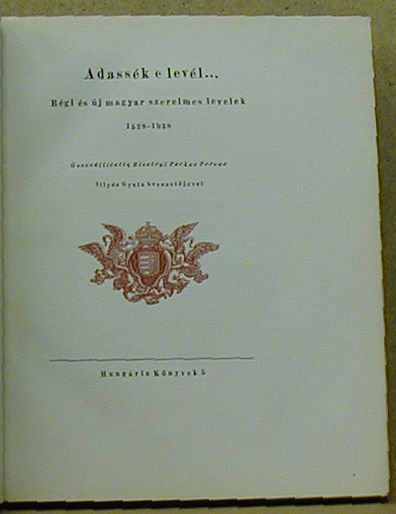 Adassék e levél...
Régi és új magyar szerelmes levelek
1528-1938
Összeállította Kisztrai Farkas Ferenc
Illyés Gyula bevezetőjével
Hungária Könyvek 5